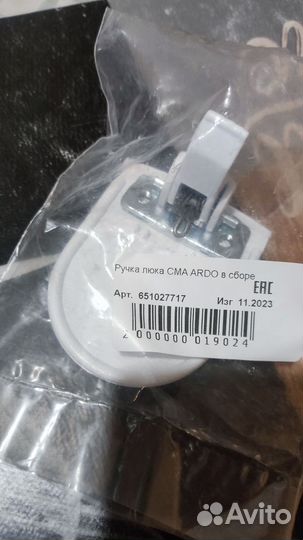 Ручка люка СМА ARDO в сборе
EAC
Арт. 651027717 Изг 11.2023
2 000000 019024
Avito